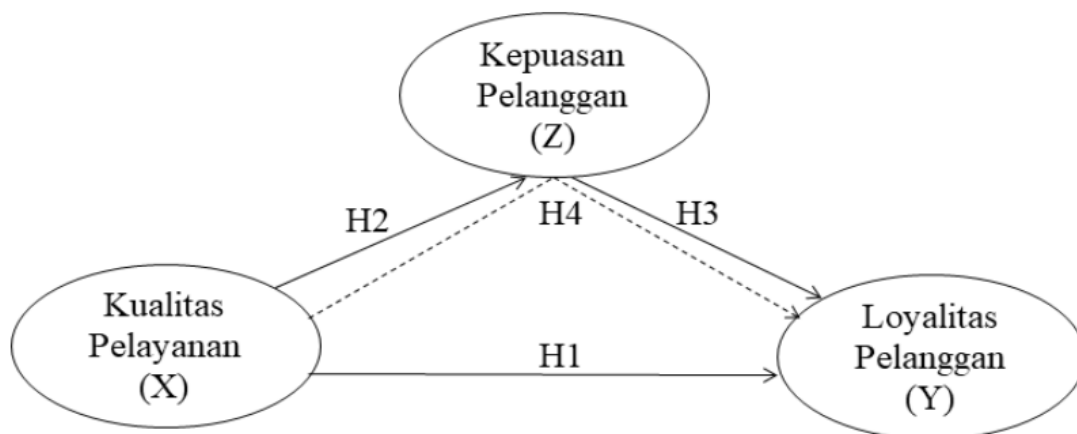 Kepuasan
Pelanggan
(Z)
H2
H4
H3
Kualitas
Pelayanan
(X)
H1
Loyalitas
Pelanggan
(Y)